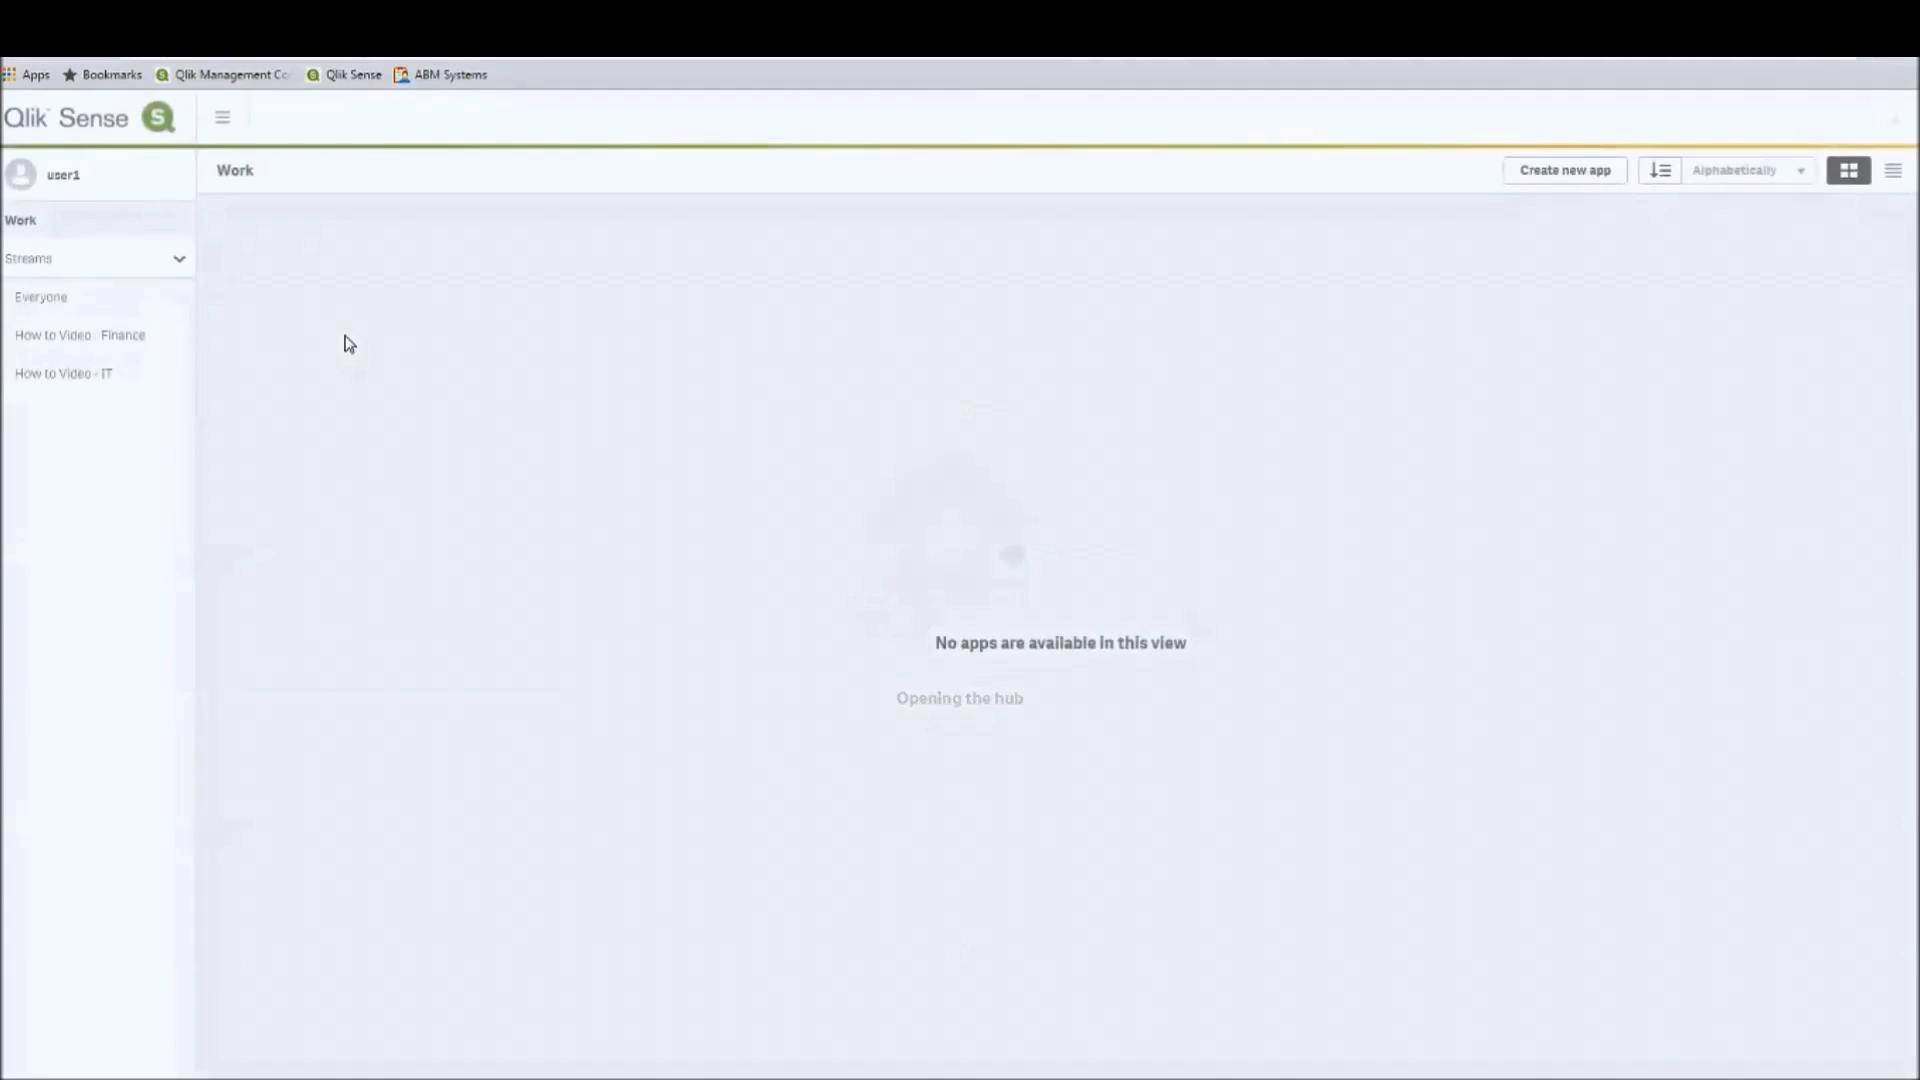 Apps Bookmarks Qlik Management Co Qlik Sense ABM Systems
Qlik Sense
user1
Work
Create new app
Alphabetically
Work
Streams
Everyone
How to Video - Finance
How to Video - IT
No apps are available in this view
Opening the hub